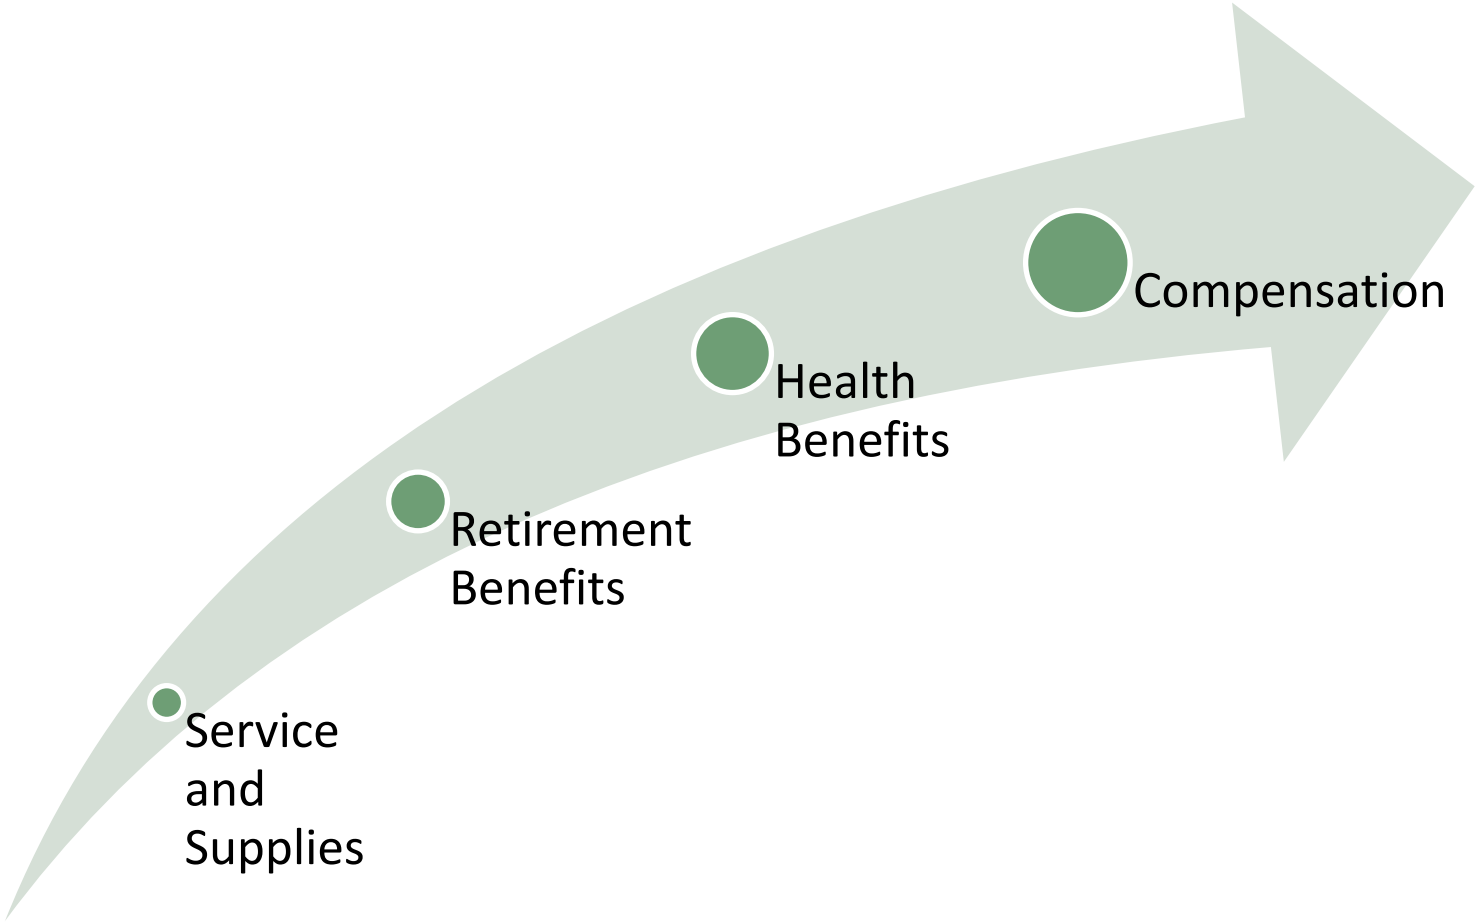 Compensation
Health
Benefits
Retirement
Benefits
Service
and
Supplies